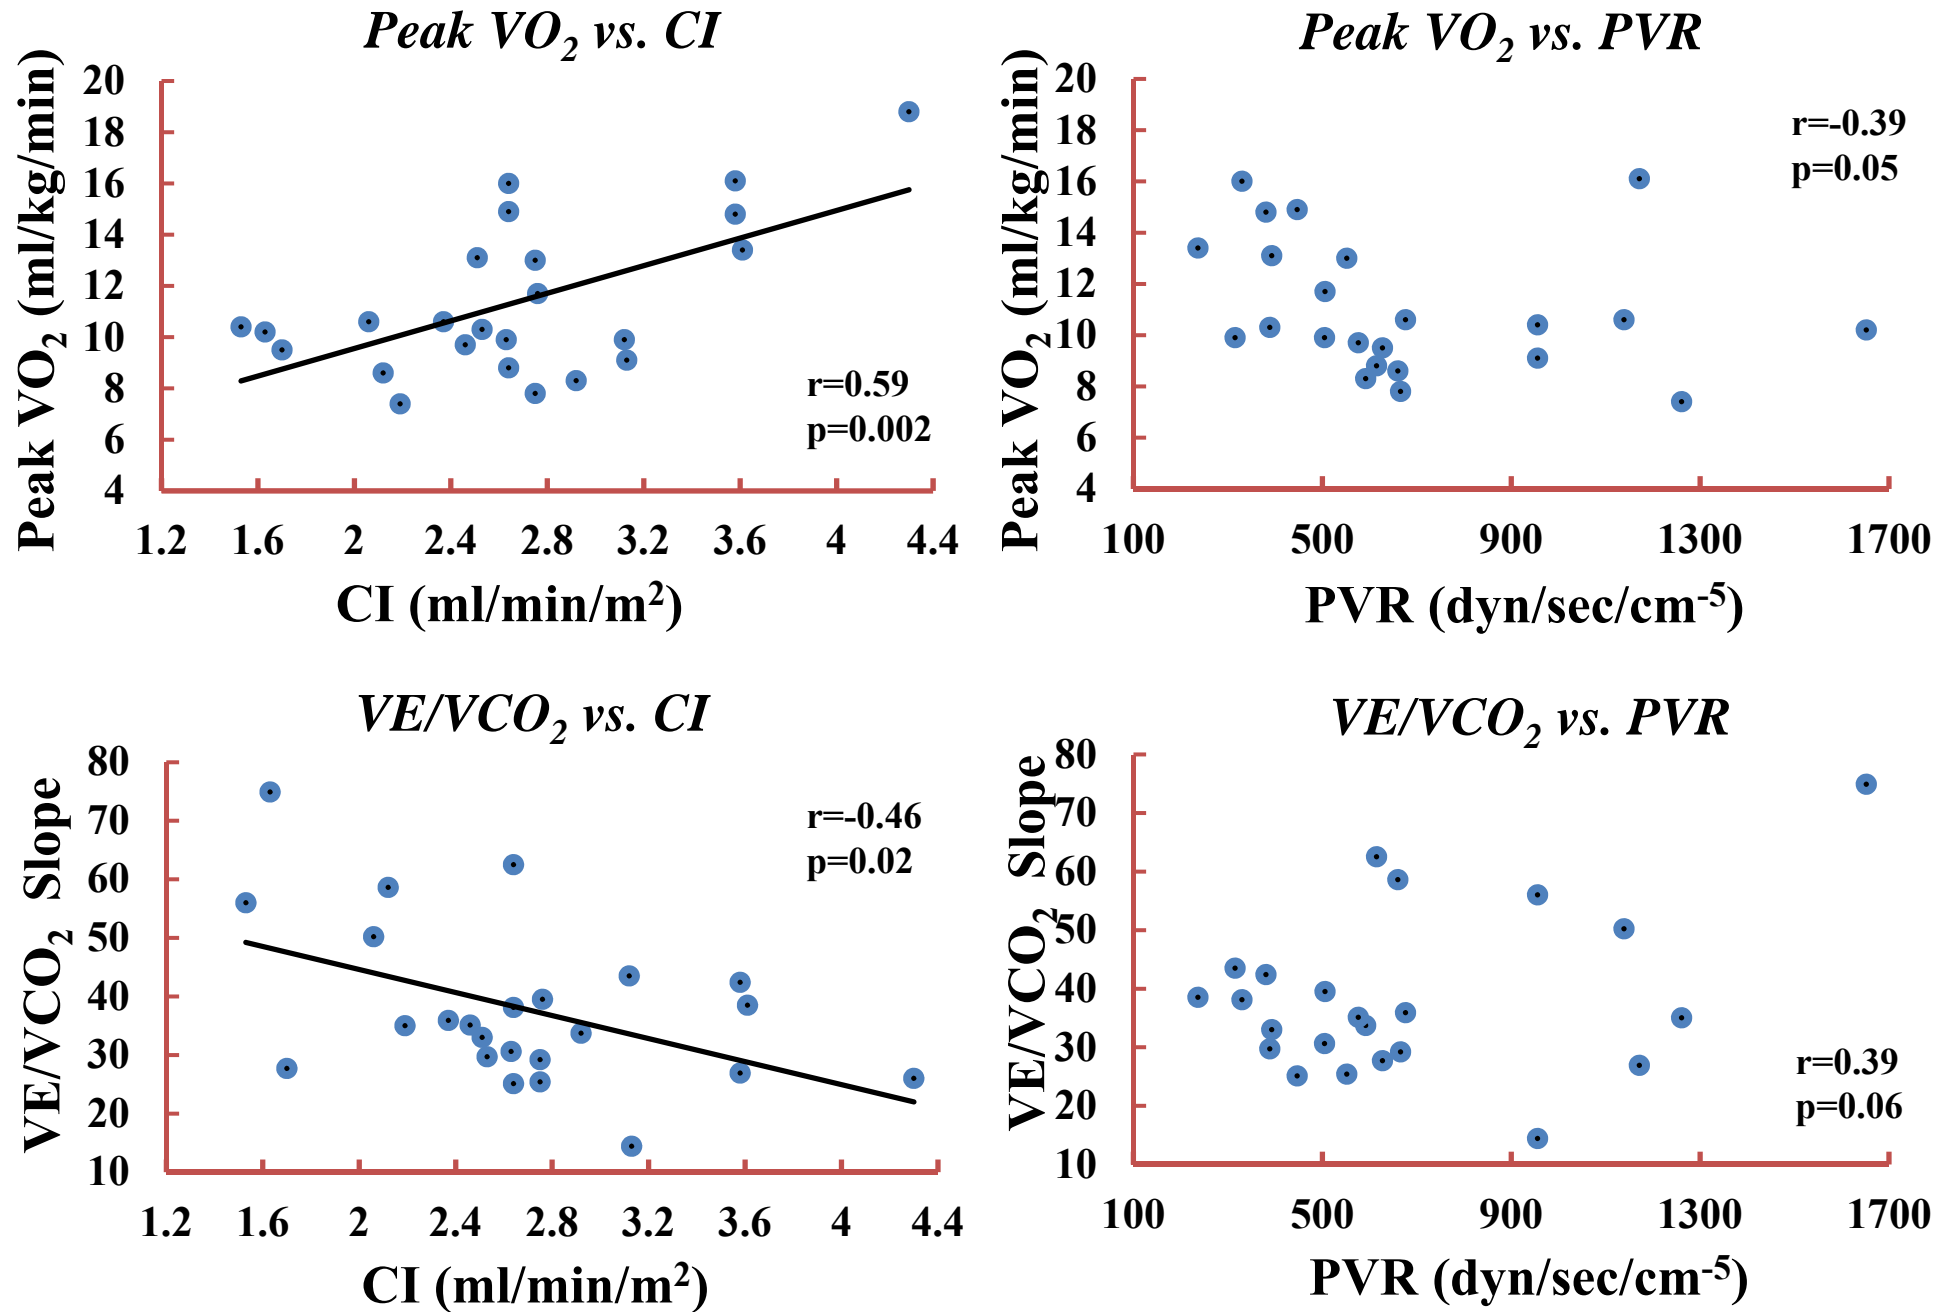 Peak VO2 vs. CI
Peak VO2 (ml/kg/min)
20
18
16
14
12
10
8
6
4
r=0.59
p=0.002
1.2 1.6 2 2.4 2.8 3.2 3.6 4 4.4
CI (ml/min/m2)
Peak VO2 vs. PVR
Peak VO2 (ml/kg/min)
20
18
16
14
12
10
8
6
4
r=-0.39
p=0.05
100 500 900 1300 1700
PVR (dyn/sec/cm-5)
VE/VCO2 vs. CI
VE/VCO2 Slope
80
70
60
50
40
30
20
10
r=-0.46
p=0.02
1.2 1.6 2 2.4 2.8 3.2 3.6 4 4.4
CI (ml/min/m2)
VE/VCO2 vs. PVR
VE/VCO2 Slope
80
70
60
50
40
30
20
10
r=0.39
p=0.06
100 500 900 1300 1700
PVR (dyn/sec/cm-5)